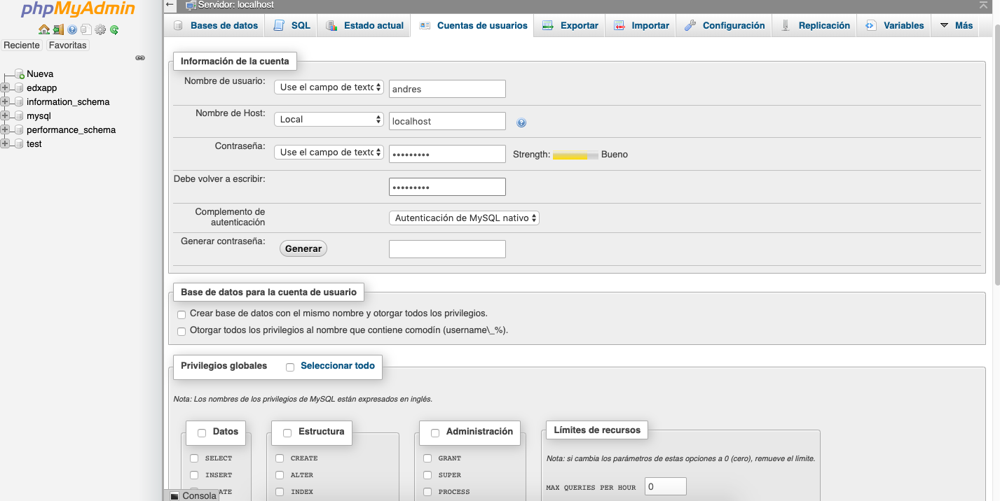 phpMyAdmin
Reciente Favoritas
Nueva
edxapp
information_schema
mysql
performance_schema
test
Servidor: localhost
Bases de datos SQL Estado actual Cuentas de usuarios Exportar Importar Configuración Replicación Variables Más
Información de la cuenta
Nombre de usuario: Use el campo de texto andres
Nombre de Host: Local localhost
Contraseña: Use el campo de texto ••••••••• Strength: Bueno
Debe volver a escribir: •••••••••
Complemento de
autenticación
Autenticación de MySQL nativo
Generar contraseña: Generar
Base de datos para la cuenta de usuario
Crear base de datos con el mismo nombre y otorgar todos los privilegios.
Otorgar todos los privilegios al nombre que contiene comodín (username\_%).
Privilegios globales Seleccionar todo
Nota: Los nombres de los privilegios de MySQL están expresados en inglés.
Datos Estructura Administración Límites de recursos
SELECT CREATE GRANT Nota: si cambia los parámetros de estas opciones a 0 (cero), remueve el límite.
INSERT ALTER SUPER
INDEX PROCESS MAX QUERIES PER HOUR 0
Consola